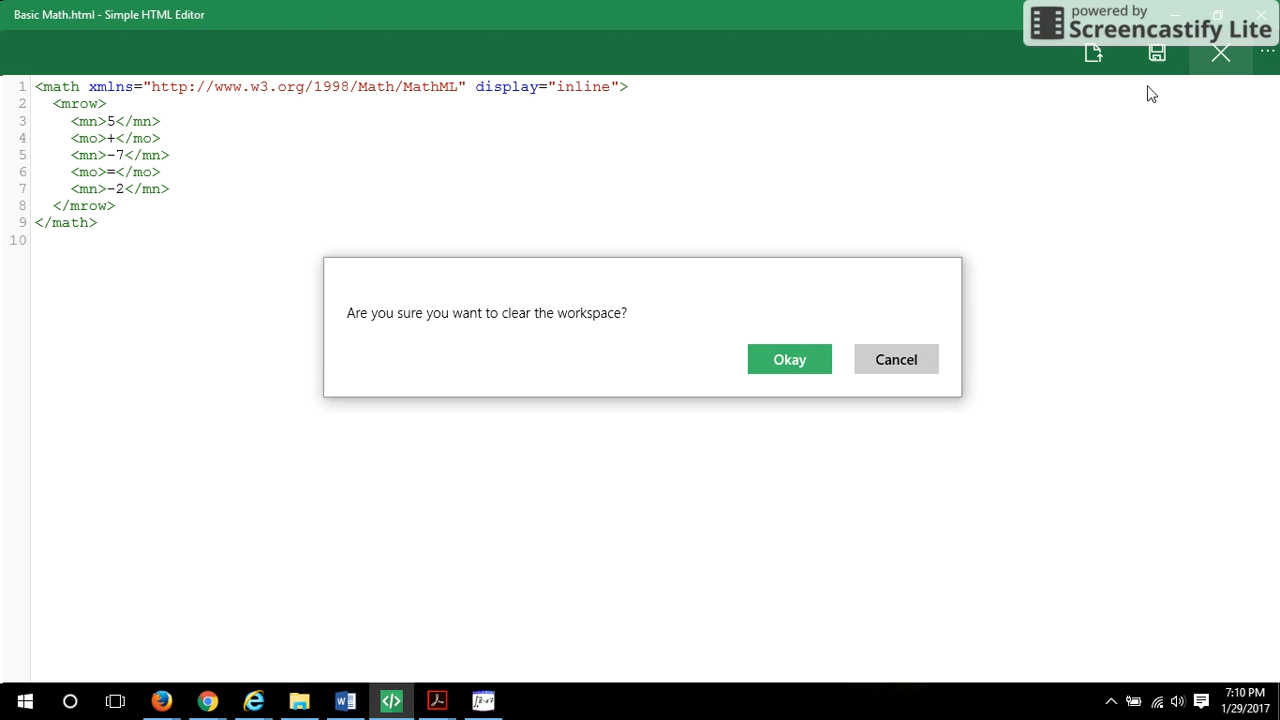 Basic Math.html - Simple HTML Editor
powered by
Screencastify Lite
1 <math xmlns="http://www.w3.org/1998/Math/MathML" display="inline">
2 <mrow>
3 <mn>5</mn>
4 <mo>+</mo>
5 <mn>-7</mn>
6 <mo>=</mo>
7 <mn>-2</mn>
8 </mrow>
9 </math>
10
Are you sure you want to clear the workspace?
Okay Cancel
7:10 PM
1/29/2017